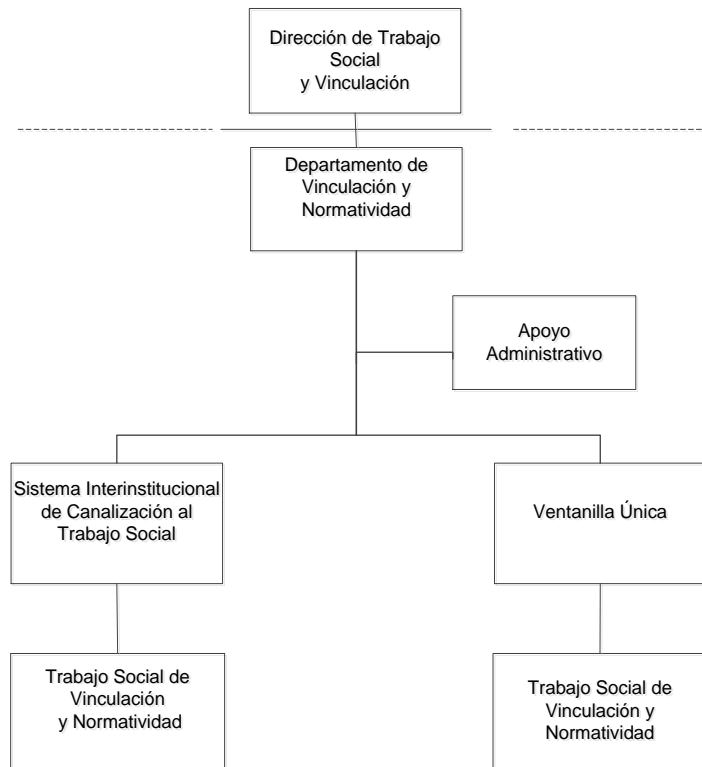 Dirección de Trabajo
Social
y Vinculación
Departamento de
Vinculación y
Normatividad
Apoyo
Administrativo
Sistema Interinstitucional
de Canalización al
Trabajo Social
Ventanilla Única
Trabajo Social de
Vinculación
y Normatividad
Trabajo Social de
Vinculación y
Normatividad